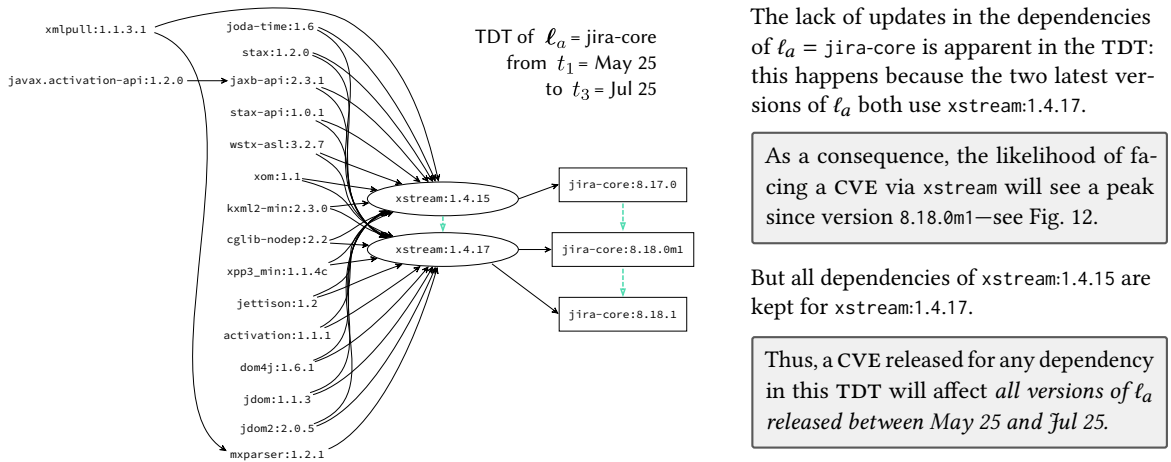 xmlpull:1.1.3.1
javax.activation-api:1.2.0
joda-time:1.6
stax:1.2.0
jaxb-api:2.3.1
stax-api:1.0.1
wstx-asl:3.2.7
xom:1.1
kxml2-min:2.3.0
cglib-nodep:2.2
xpp3_min:1.1.4c
jettison:1.2
activation:1.1.1
dom4j:1.6.1
jdom:1.1.3
jdom2:2.0.5
mxparser:1.2.1
TDT of ℓa = jira-core
from t1 = May 25
to t3 = Jul 25
xstream:1.4.15
xstream:1.4.17
jira-core:8.17.0
jira-core:8.18.0m1
jira-core:8.18.1
The lack of updates in the dependencies
of ℓa = jira-core is apparent in the TDT:
this happens because the two latest ver-
sions of ℓa both use xstream:1.4.17.
As a consequence, the likelihood of fa-
cing a CVE via xstream will see a peak
since version 8.18.0m1—see Fig. 12.
But all dependencies of xstream:1.4.15 are
kept for xstream:1.4.17.
Thus, a CVE released for any dependency
in this TDT will affect all versions of ℓa
released between May 25 and Jul 25.